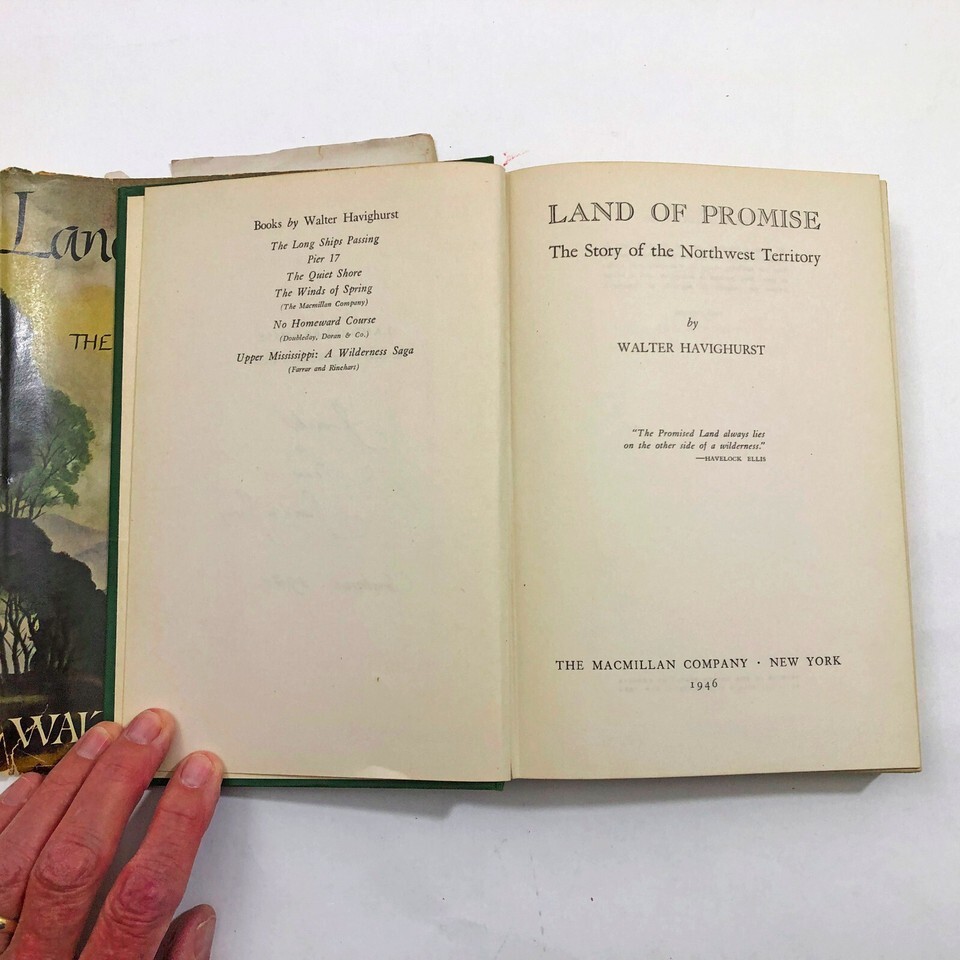 Lan
THE
WAL
Books by Walter Havighurst
The Long Ships Passing
Pier 17
The Quiet Shore
The Winds of Spring
(The Macmillan Company)
No Homeward Course
(Doubleday, Doran & Co.)
Upper Mississippi: A Wilderness Saga
(Farrar and Rinehart)
LAND OF PROMISE
The Story of the Northwest Territory
by
WALTER HAVIGHURST
"The Promised Land always lies
on the other side of a wilderness."
—HAVELOCK ELLIS
THE MACMILLAN COMPANY · NEW YORK
1946